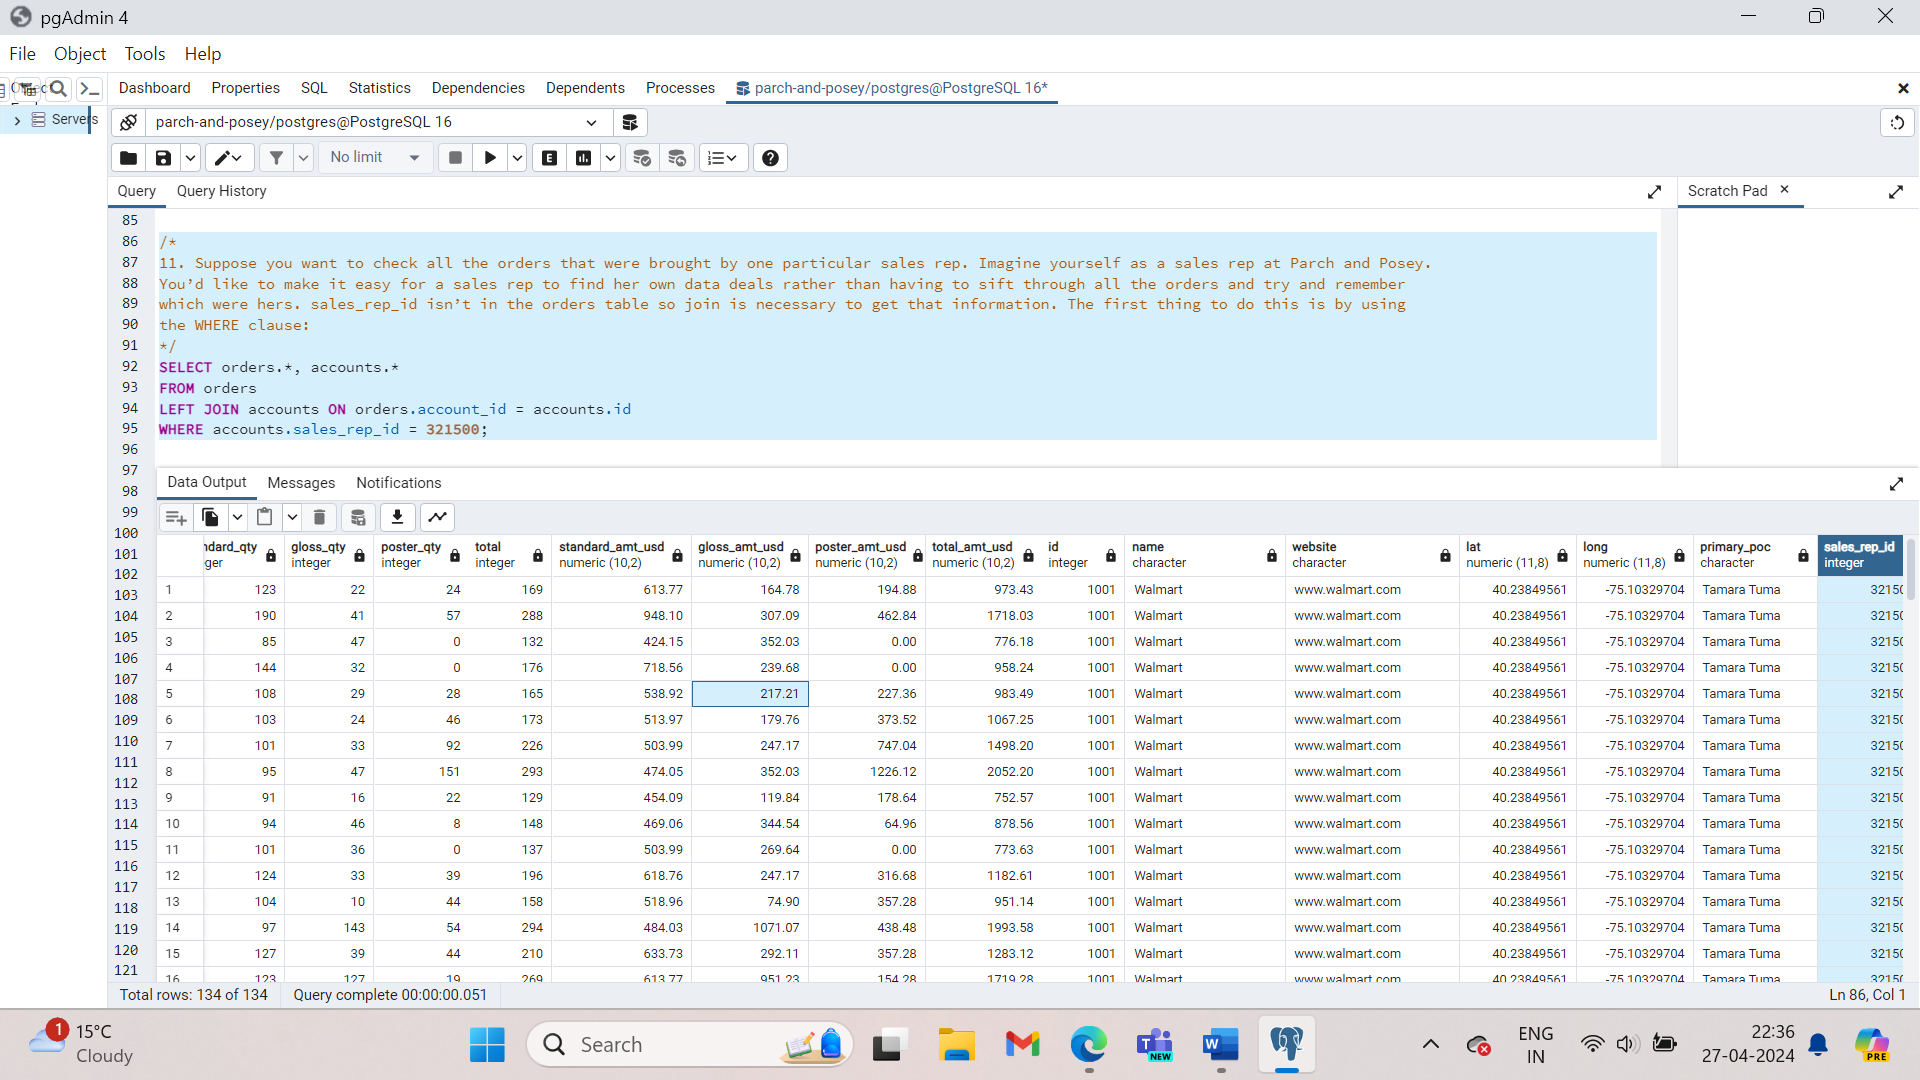 pgAdmin 4
File Object Tools Help
Dashboard Properties SQL Statistics Dependencies Dependents Processes parch-and-posey/postgres@PostgreSQL 16*
Servers
parch-and-posey/postgres@PostgreSQL 16
No limit
Query Query History Scratch Pad
85
86 /*
87 11. Suppose you want to check all the orders that were brought by one particular sales rep. Imagine yourself as a sales rep at Parch and Posey.
88 You’d like to make it easy for a sales rep to find her own data deals rather than having to sift through all the orders and try and remember
89 which were hers. sales_rep_id isn’t in the orders table so join is necessary to get that information. The first thing to do this is by using
90 the WHERE clause:
91 */
92 SELECT orders.*, accounts.*
93 FROM orders
94 LEFT JOIN accounts ON orders.account_id = accounts.id
95 WHERE accounts.sales_rep_id = 321500;
96
97
98
99
100
101
102
103
104
105
106
107
108
109
110
111
112
113
114
115
116
117
118
119
120
121
Data Output Messages Notifications
ndard_qty gloss_qty poster_qty total standard_amt_usd gloss_amt_usd poster_amt_usd total_amt_usd id name website lat long primary_poc sales_rep_id
ger integer integer integer numeric (10,2) numeric (10,2) numeric (10,2) numeric (10,2) integer character character numeric (11,8) numeric (11,8) character integer
1 123 22 24 169 613.77 164.78 194.88 973.43 1001 Walmart www.walmart.com 40.23849561 -75.10329704 Tamara Tuma 32150
2 190 41 57 288 948.10 307.09 462.84 1718.03 1001 Walmart www.walmart.com 40.23849561 -75.10329704 Tamara Tuma 32150
3 85 47 0 132 424.15 352.03 0.00 776.18 1001 Walmart www.walmart.com 40.23849561 -75.10329704 Tamara Tuma 32150
4 144 32 0 176 718.56 239.68 0.00 958.24 1001 Walmart www.walmart.com 40.23849561 -75.10329704 Tamara Tuma 32150
5 108 29 28 165 538.92 217.21 227.36 983.49 1001 Walmart www.walmart.com 40.23849561 -75.10329704 Tamara Tuma 32150
6 103 24 46 173 513.97 179.76 373.52 1067.25 1001 Walmart www.walmart.com 40.23849561 -75.10329704 Tamara Tuma 32150
7 101 33 92 226 503.99 247.17 747.04 1498.20 1001 Walmart www.walmart.com 40.23849561 -75.10329704 Tamara Tuma 32150
8 95 47 151 293 474.05 352.03 1226.12 2052.20 1001 Walmart www.walmart.com 40.23849561 -75.10329704 Tamara Tuma 32150
9 91 16 22 129 454.09 119.84 178.64 752.57 1001 Walmart www.walmart.com 40.23849561 -75.10329704 Tamara Tuma 32150
10 94 46 8 148 469.06 344.54 64.96 878.56 1001 Walmart www.walmart.com 40.23849561 -75.10329704 Tamara Tuma 32150
11 101 36 0 137 503.99 269.64 0.00 773.63 1001 Walmart www.walmart.com 40.23849561 -75.10329704 Tamara Tuma 32150
12 124 33 39 196 618.76 247.17 316.68 1182.61 1001 Walmart www.walmart.com 40.23849561 -75.10329704 Tamara Tuma 32150
13 104 10 44 158 518.96 74.90 357.28 951.14 1001 Walmart www.walmart.com 40.23849561 -75.10329704 Tamara Tuma 32150
14 97 143 54 294 484.03 1071.07 438.48 1993.58 1001 Walmart www.walmart.com 40.23849561 -75.10329704 Tamara Tuma 32150
15 127 39 44 210 633.73 292.11 357.28 1283.12 1001 Walmart www.walmart.com 40.23849561 -75.10329704 Tamara Tuma 32150
16 123 127 19 269 613.77 951.23 154.28 1719.28 1001 Walmart www.walmart.com 40.23849561 -75.10329704 Tamara Tuma 32150
Total rows: 134 of 134 Query complete 00:00:00.051 Ln 86, Col 1
1 15°C
Cloudy
Search
NEW
ENG
IN
22:36
27-04-2024
PRE